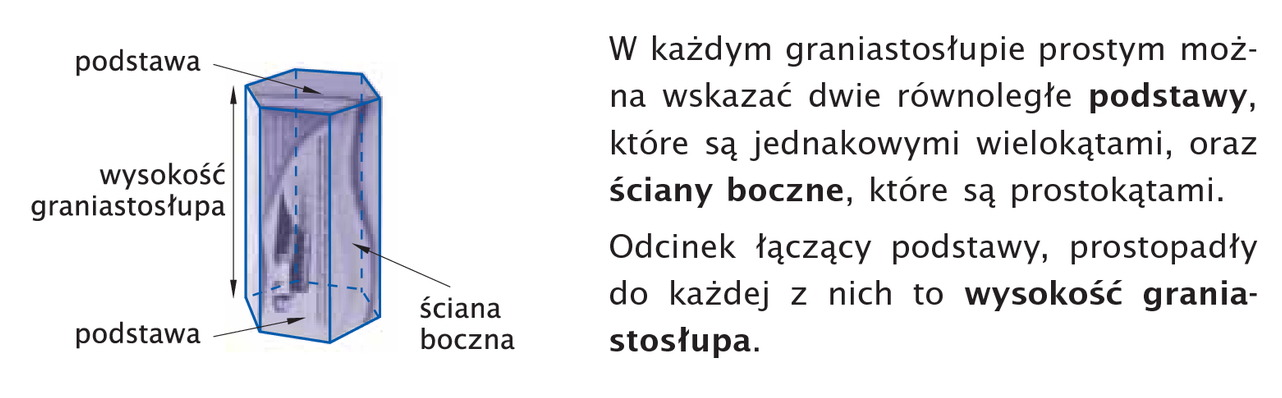 podstawa
wysokość
graniastosłupa
podstawa
ściana
boczna
W każdym graniastosłupie prostym moż-
na wskazać dwie równoległe podstawy,
które są jednakowymi wielokątami, oraz
ściany boczne, które są prostokątami.
Odcinek łączący podstawy, prostopadły
do każdej z nich to wysokość grania-
stosłupa.